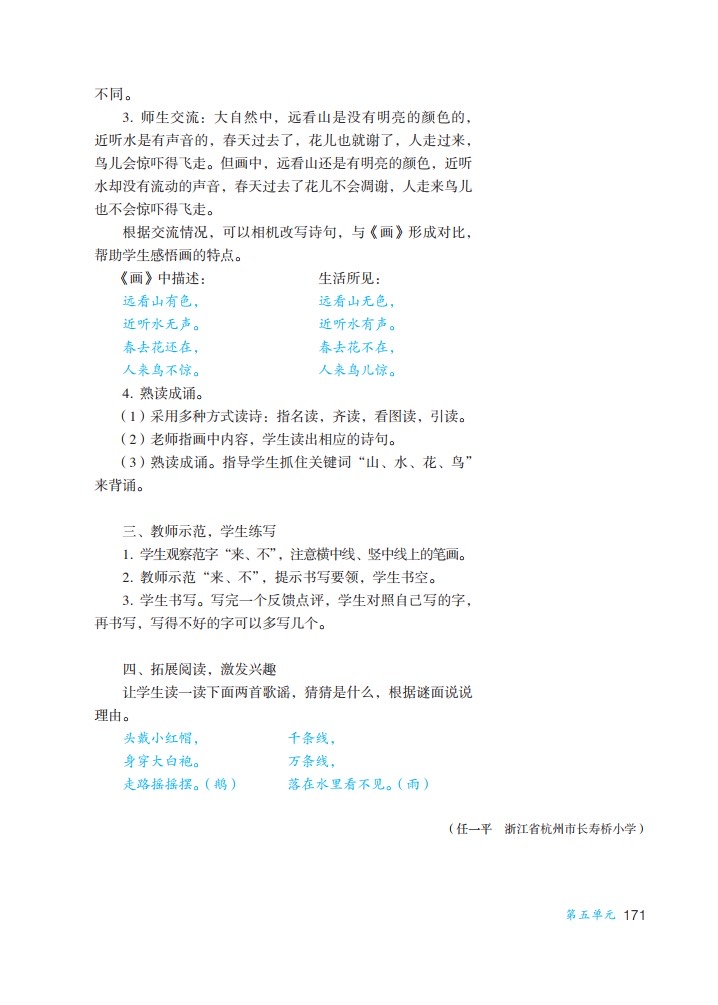 不同。
3. 师生交流：大自然中，远看山是没有明亮的颜色的，
近听水是有声音的，春天过去了，花儿也就谢了，人走过来，
鸟儿会惊吓得飞走。但画中，远看山还是有明亮的颜色，近听
水却没有流动的声音，春天过去了花儿不会凋谢，人走来鸟儿
也不会惊吓得飞走。
根据交流情况，可以相机改写诗句，与《画》形成对比，
帮助学生感悟画的特点。
《画》中描述： 生活所见：
远看山有色， 远看山无色，
近听水无声。 近听水有声。
春去花还在， 春去花不在，
人来鸟不惊。 人来鸟儿惊。
4. 熟读成诵。
（1）采用多种方式读诗：指名读，齐读，看图读，引读。
（2）老师指画中内容，学生读出相应的诗句。
（3）熟读成诵。指导学生抓住关键词“山、水、花、鸟”
来背诵。
三、教师示范，学生练写
1. 学生观察范字“来、不”，注意横中线、竖中线上的笔画。
2. 教师示范“来、不”，提示书写要领，学生书空。
3. 学生书写。写完一个反馈点评，学生对照自己写的字，
再书写，写得不好的字可以多写几个。
四、拓展阅读，激发兴趣
让学生读一读下面两首歌谣，猜猜是什么，根据谜面说说
理由。
头戴小红帽， 千条线，
身穿大白袍。 万条线，
走路摇摇摆。（鹅） 落在水里看不见。（雨）
（任一平 浙江省杭州市长寿桥小学）
第五单元 171